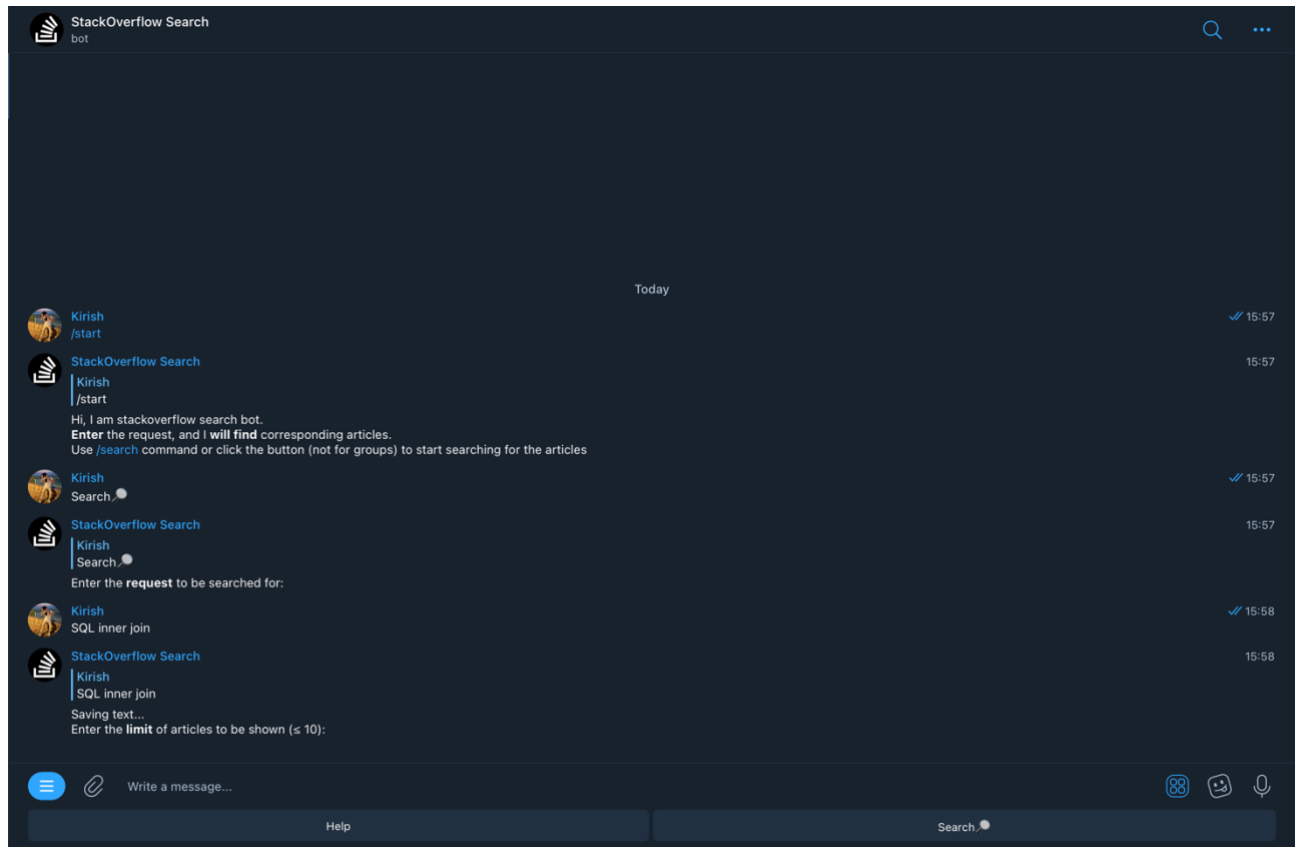 StackOverflow Search
bot
Today
Kirish
/start
15:57
StackOverflow Search
15:57
Kirish
/start
Hi, I am stackoverflow search bot.
Enter the request, and I will find corresponding articles.
Use /search command or click the button (not for groups) to start searching for the articles
Kirish
15:57
Search🔎
StackOverflow Search
15:57
Kirish
Search🔎
Enter the request to be searched for:
Kirish
15:58
SQL inner join
StackOverflow Search
15:58
Kirish
SQL inner join
Saving text...
Enter the limit of articles to be shown (≤ 10):
Write a message...
Help
Search🔎